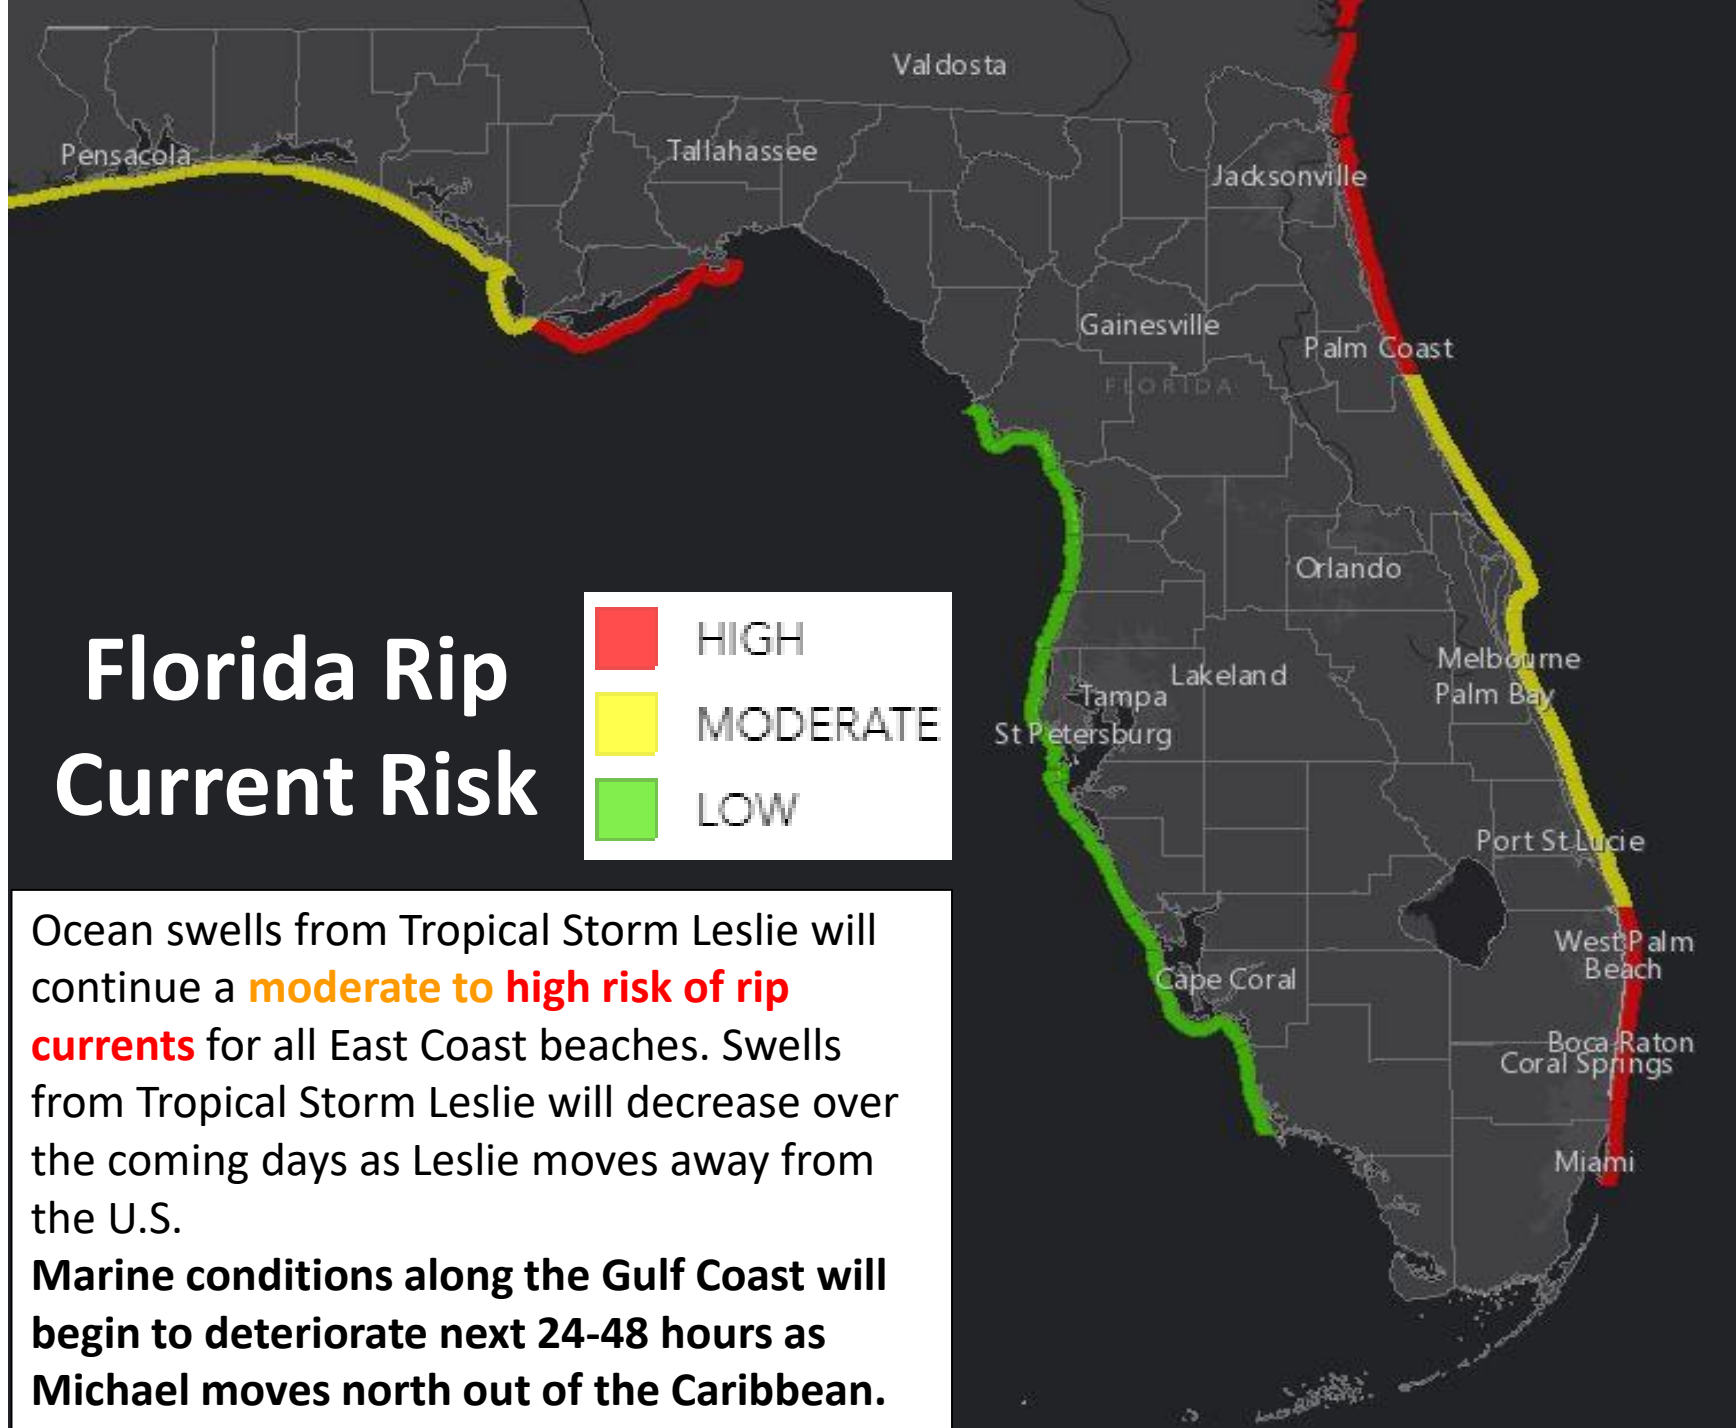 Valdosta
Pensacola
Tallahassee
Jacksonville
Gainesville
Palm Coast
FLORIDA
Orlando
Florida Rip
Current Risk
HIGH
MODERATE
LOW
Melbourne
Palm Bay
Lakeland
Tampa
St Petersburg
Port St Lucie
West Palm
Beach
Cape Coral
Boca Raton
Coral Springs
Miami
Ocean swells from Tropical Storm Leslie will
continue a moderate to high risk of rip
currents for all East Coast beaches. Swells
from Tropical Storm Leslie will decrease over
the coming days as Leslie moves away from
the U.S.
Marine conditions along the Gulf Coast will
begin to deteriorate next 24-48 hours as
Michael moves north out of the Caribbean.